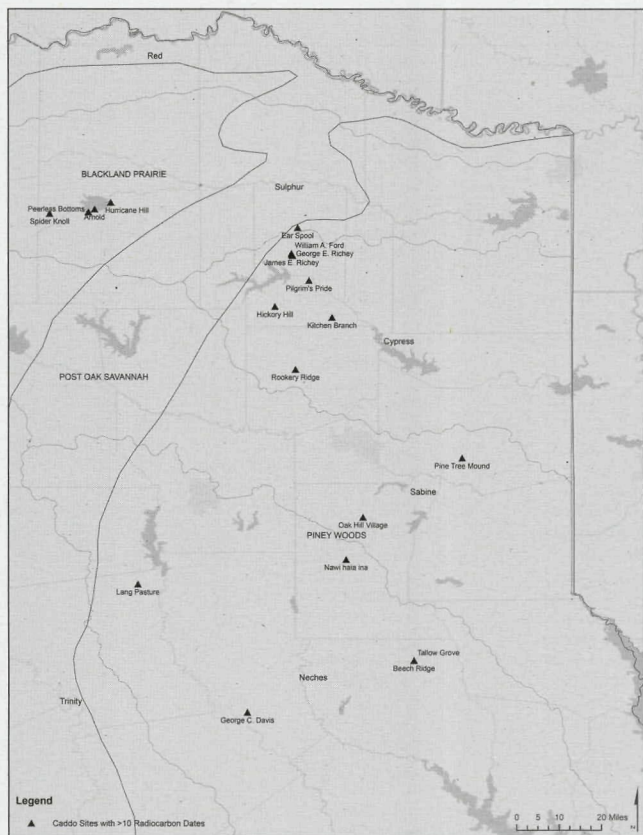 Red
BLACKLAND PRAIRIE
Sulphur
Peerless Bottoms
Hurricane Hill
Spider Knoll
Arnold
Ear Spool
William A. Ford
George E. Richey
James E. Richey
Pilgrim's Pride
Hickory Hill
Kitchen Branch
Cypress
POST OAK SAVANNAH
Rookery Ridge
Pine Tree Mound
Sabine
Oak Hill Village
PINEY WOODS
Nawi haia ina
Lang Pasture
Tallow Grove
Beech Ridge
Neches
Trinity
George C. Davis
Legend
Caddo Sites with >10 Radiocarbon Dates
0 5 10 20 Miles